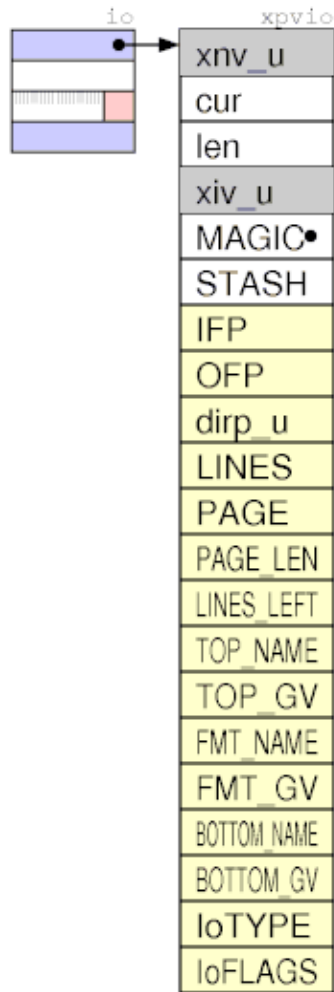 io
xpvio
xnv_u
cur
len
xiv_u
MAGIC
STASH
IFP
OFP
dirp_u
LINES
PAGE
PAGE_LEN
LINES_LEFT
TOP_NAME
TOP_GV
FMT_NAME
FMT_GV
BOTTOM_NAME
BOTTOM_GV
IoTYPE
IoFLAGS